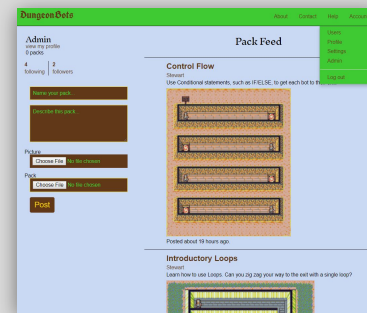 DungeonBots
About Contact Help Account
Users
Profile
Settings
Admin
Log out
Admin
view my profile
0 packs
4 2
following followers
Name your pack
Describe this pack
Picture
Choose File No file chosen
Pack
Choose File No file chosen
Post
Pack Feed
Control Flow
Stewart
Use Conditional statements, such as IF/ELSE, to get each bot to
Posted about 19 hours ago.
Introductory Loops
Stewart
Learn how to use Loops. Can you zig zag your way to the exit with a single loop?